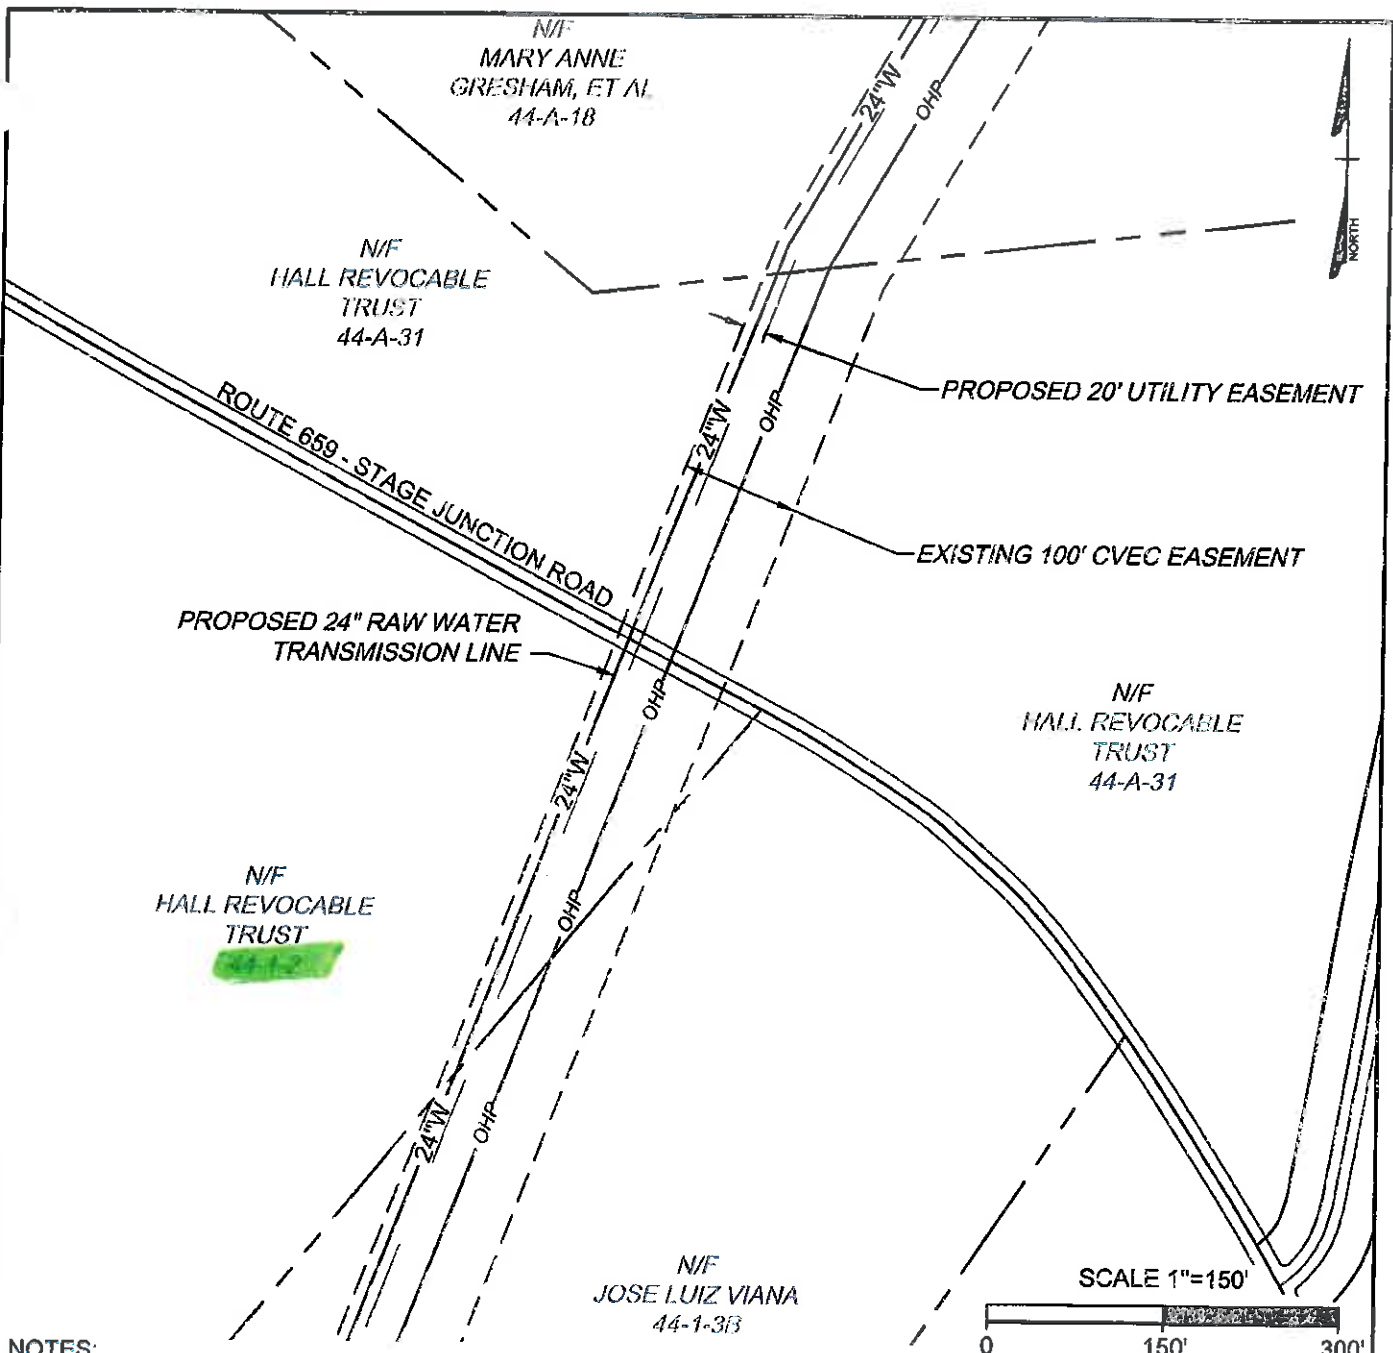 N/F
MARY ANNE
GRESHAM, ET AL
44-A-18
24"W
OHP
NORTH
N/F
HALL REVOCABLE
TRUST
44-A-31
PROPOSED 20' UTILITY EASEMENT
ROUTE 659 - STAGE JUNCTION ROAD
24"W
OHP
EXISTING 100' CVEC EASEMENT
PROPOSED 24" RAW WATER
TRANSMISSION LINE
OHP
N/F
HALL REVOCABLE
TRUST
44-A-31
24"W
N/F
HALL REVOCABLE
TRUST
44-1-2
OHP
24"W
OHP
N/F
JOSE LUIZ VIANA
44-1-3B
SCALE 1"=150'
0 150' 300'
NOTES: